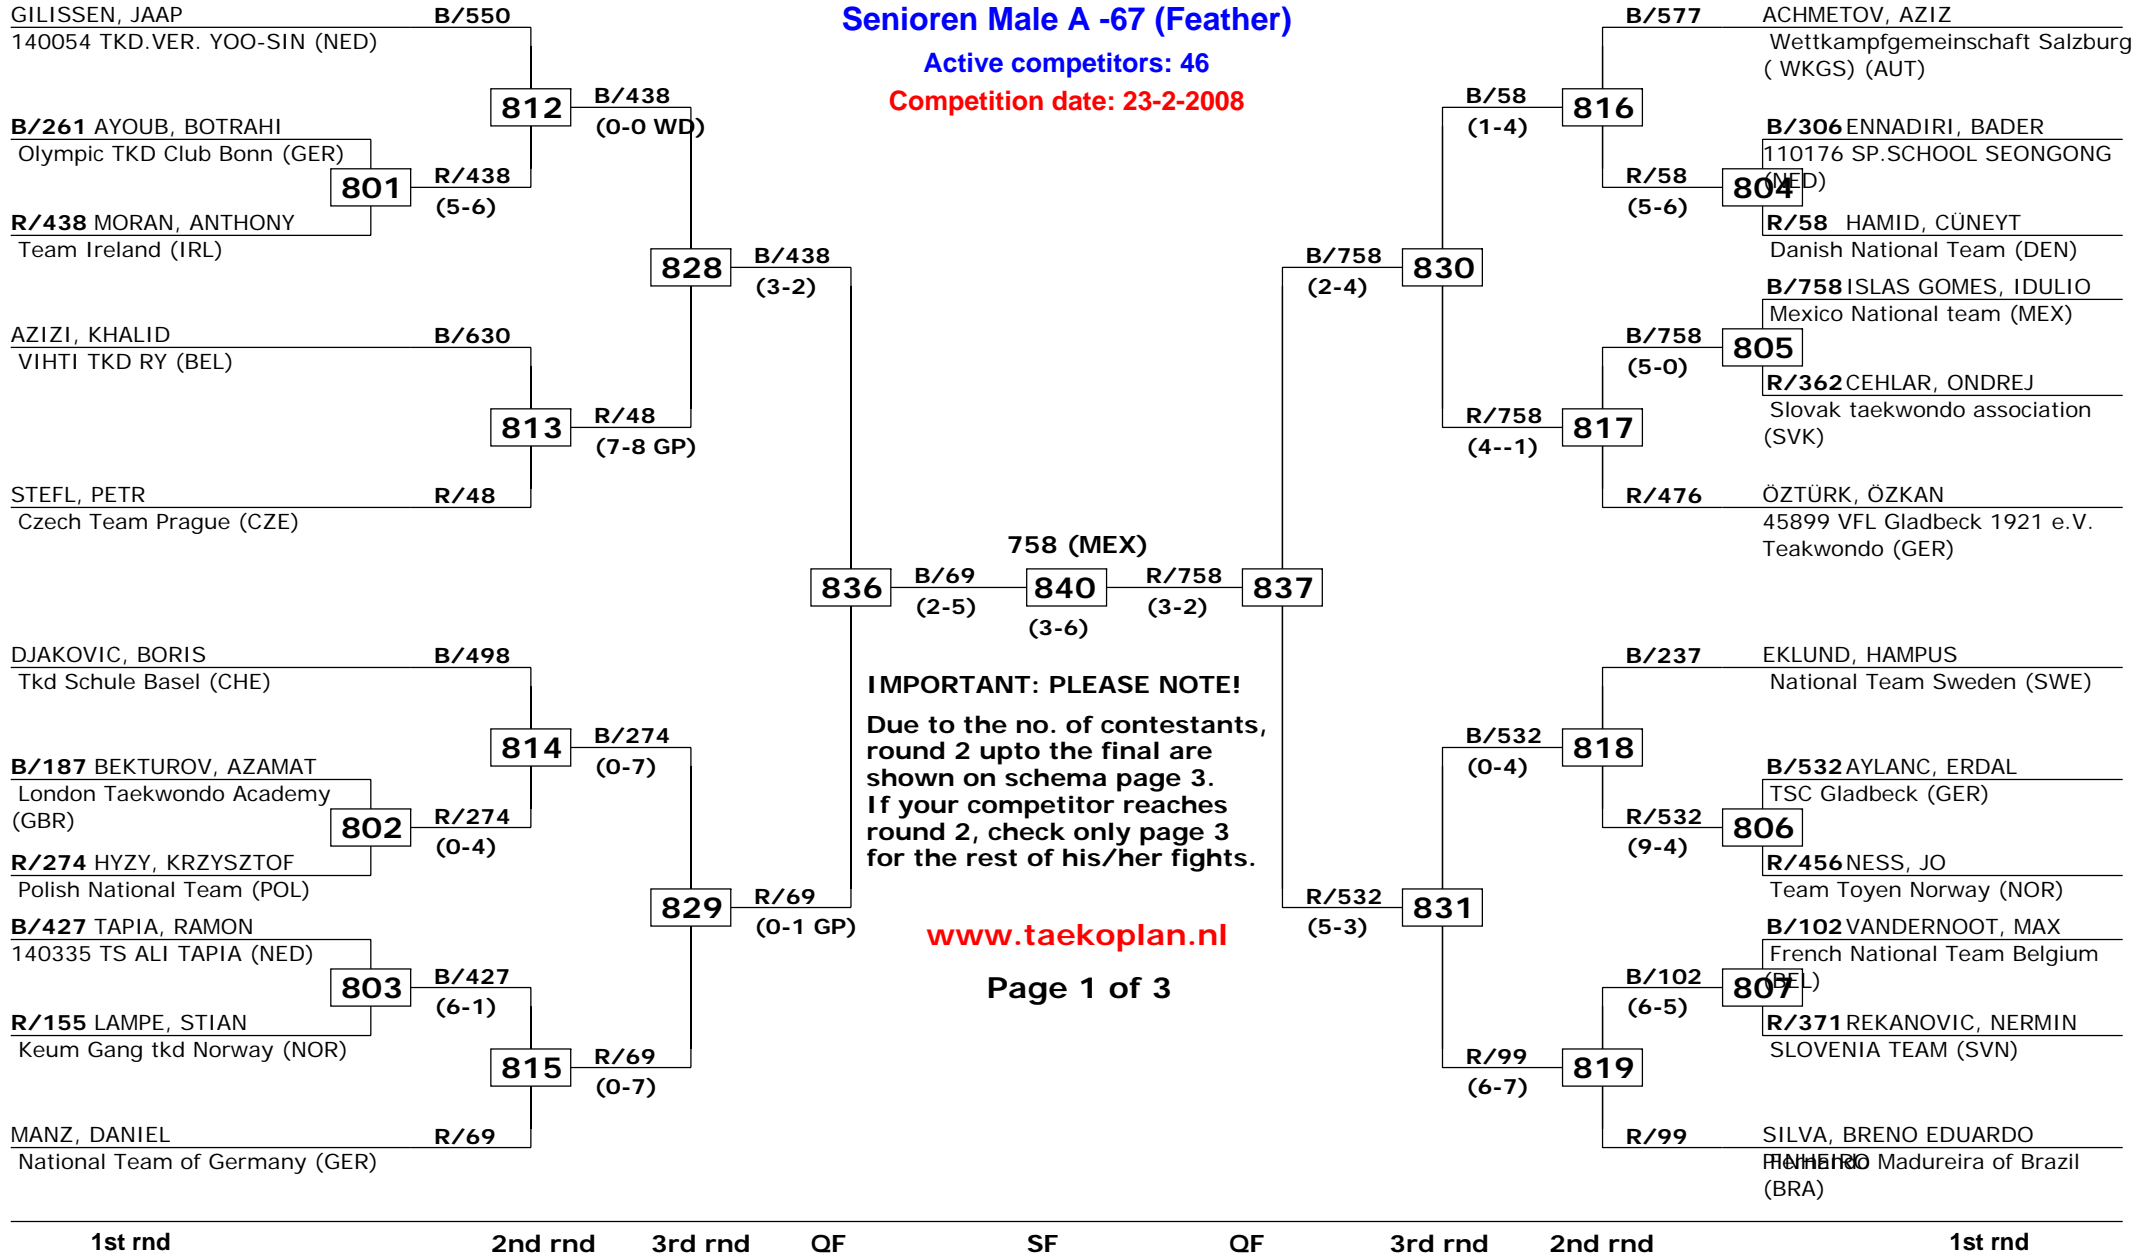 Senioren Male A -67 (Feather)
Active competitors: 46
Competition date: 23-2-2008
GILISSEN, JAAP B/550
140054 TKD.VER. YOO-SIN (NED)
812
B/438
(0-0 WD)
B/261 AYOUB, BOTRAHI
Olympic TKD Club Bonn (GER)
801
R/438
(5-6)
R/438 MORAN, ANTHONY
Team Ireland (IRL)
828
B/438
(3-2)
AZIZI, KHALID B/630
VIHTI TKD RY (BEL)
813
R/48
(7-8 GP)
STEFL, PETR R/48
Czech Team Prague (CZE)
836
B/69
(2-5)
758 (MEX)
840
(3-6)
R/758
(3-2)
837
DJAKOVIC, BORIS B/498
Tkd Schule Basel (CHE)
814
B/274
(0-7)
B/187 BEKTUROV, AZAMAT
London Taekwondo Academy
(GBR)
802
R/274
(0-4)
R/274 HYZY, KRZYSZTOF
Polish National Team (POL)
829
R/69
(0-1 GP)
B/427 TAPIA, RAMON
140335 TS ALI TAPIA (NED)
803
B/427
(6-1)
R/155 LAMPE, STIAN
Keum Gang tkd Norway (NOR)
815
R/69
(0-7)
MANZ, DANIEL R/69
National Team of Germany (GER)
IMPORTANT: PLEASE NOTE!
Due to the no. of contestants,
round 2 upto the final are
shown on schema page 3.
If your competitor reaches
round 2, check only page 3
for the rest of his/her fights.
www.taekoplan.nl
Page 1 of 3
B/577 ACHMETOV, AZIZ
Wettkampfgemeinschaft Salzburg
( WKGS) (AUT)
B/58
(1-4)
816
B/306 ENNADIRI, BADER
110176 SP.SCHOOL SEONGONG
(NED)
R/58
(5-6)
804
R/58 HAMID, CÜNEYT
Danish National Team (DEN)
B/758
(2-4)
830
B/758 ISLAS GOMES, IDULIO
Mexico National team (MEX)
B/758
(5-0)
805
R/362 CEHLAR, ONDREJ
Slovak taekwondo association
(SVK)
R/758
(4--1)
817
R/476 ÖZTÜRK, ÖZKAN
45899 VFL Gladbeck 1921 e.V.
Teakwondo (GER)
B/237 EKLUND, HAMPUS
National Team Sweden (SWE)
B/532
(0-4)
818
B/532 AYLANC, ERDAL
TSC Gladbeck (GER)
R/532
(9-4)
806
R/456 NESS, JO
Team Toyen Norway (NOR)
R/532
(5-3)
831
B/102 VANDERNOOT, MAX
French National Team Belgium
(BEL)
B/102
(6-5)
807
R/371 REKANOVIC, NERMIN
SLOVENIA TEAM (SVN)
R/99
(6-7)
819
R/99 SILVA, BRENO EDUARDO
Madureira of Brazil
(BRA)
1st rnd 2nd rnd 3rd rnd QF SF QF 3rd rnd 2nd rnd 1st rnd